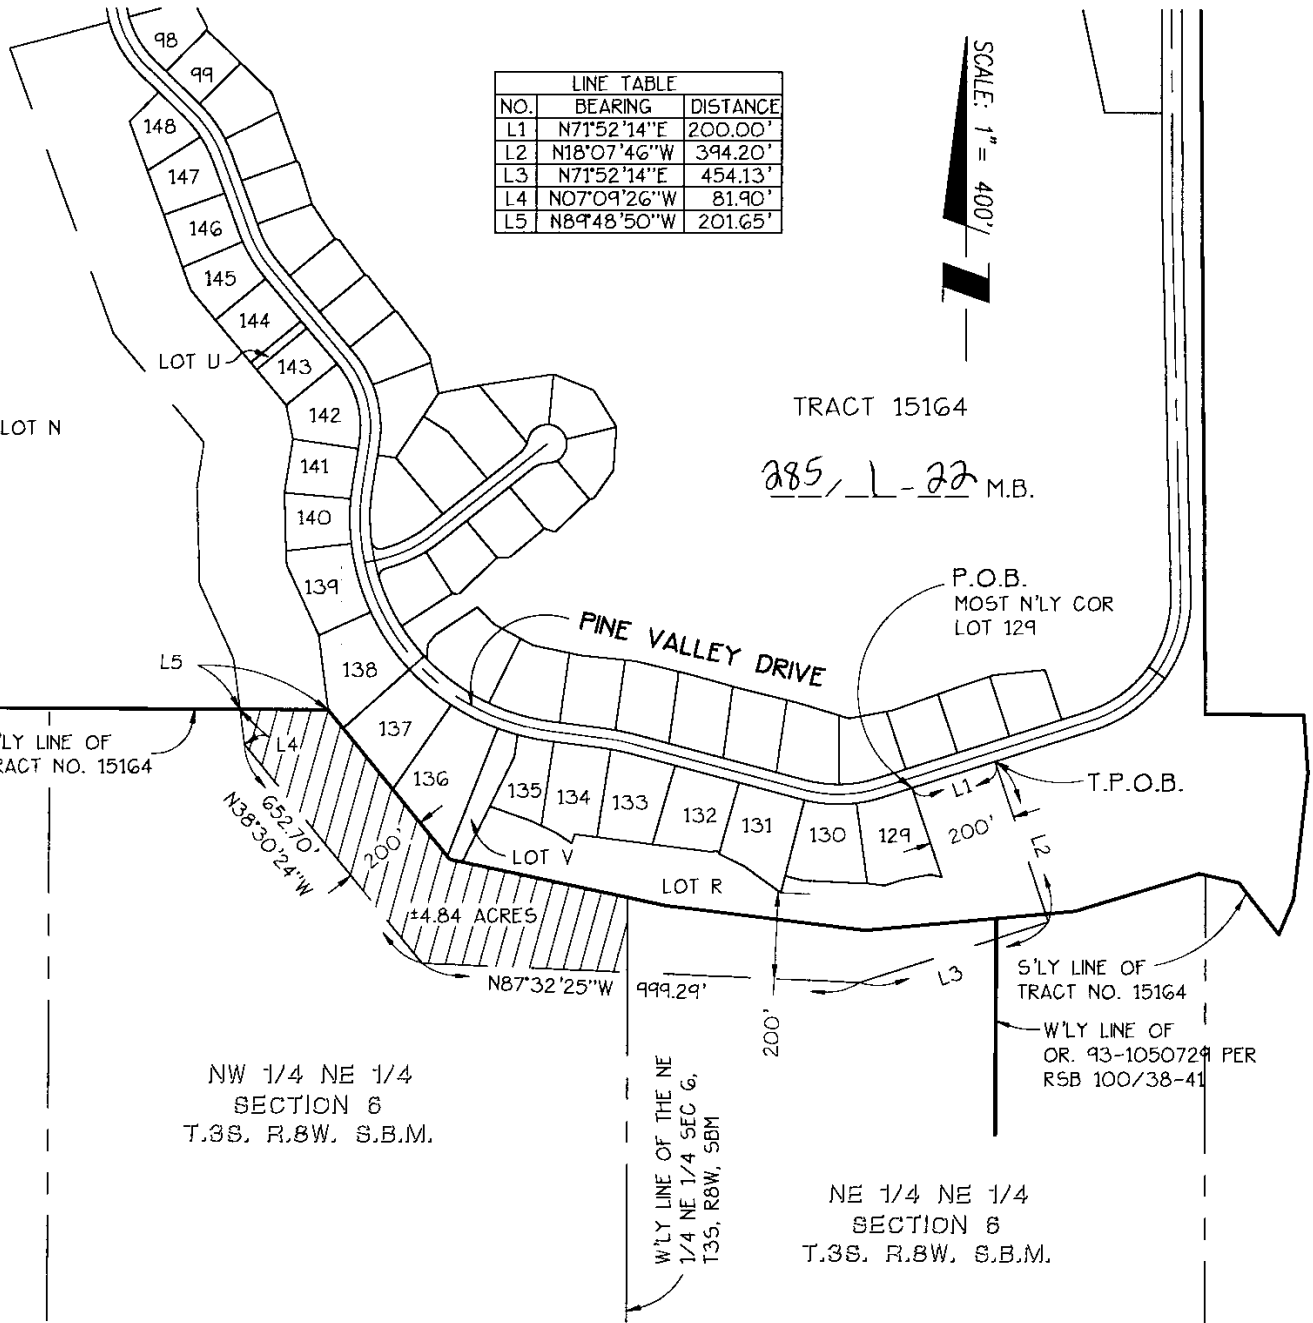 98
99
148
147
146
145
144
LOT U
143
142
LOT N
141
140
139
138
137
136
135
134
133
132
131
130
129
LINE TABLE
NO. BEARING DISTANCE
L1 N71°52'14"E 200.00'
L2 N18°07'46"W 394.20'
L3 N71°52'14"E 454.13'
L4 N07°09'26"W 81.90'
L5 N89°48'50"W 201.65'
SCALE: 1" = 400'
TRACT 15164
285/1-22 M.B.
P.O.B.
MOST N'LY COR
LOT 129
PINE VALLEY DRIVE
L5
'LY LINE OF
RACT NO. 15164
L4
652.70'
N38°30'24"W
200'
LOT V
LOT R
±4.84 ACRES
L1
T.P.O.B.
200'
L2
N87°32'25"W 999.29'
200'
L3
S'LY LINE OF
TRACT NO. 15164
W'LY LINE OF
OR. 93-1050729 PER
RSB 100/38-41
NW 1/4 NE 1/4
SECTION 6
T.3S. R.8W. S.B.M.
W'LY LINE OF THE NE
1/4 NE 1/4 SEC 6,
T3S, R8W, SBM
NE 1/4 NE 1/4
SECTION 6
T.3S. R.8W. S.B.M.